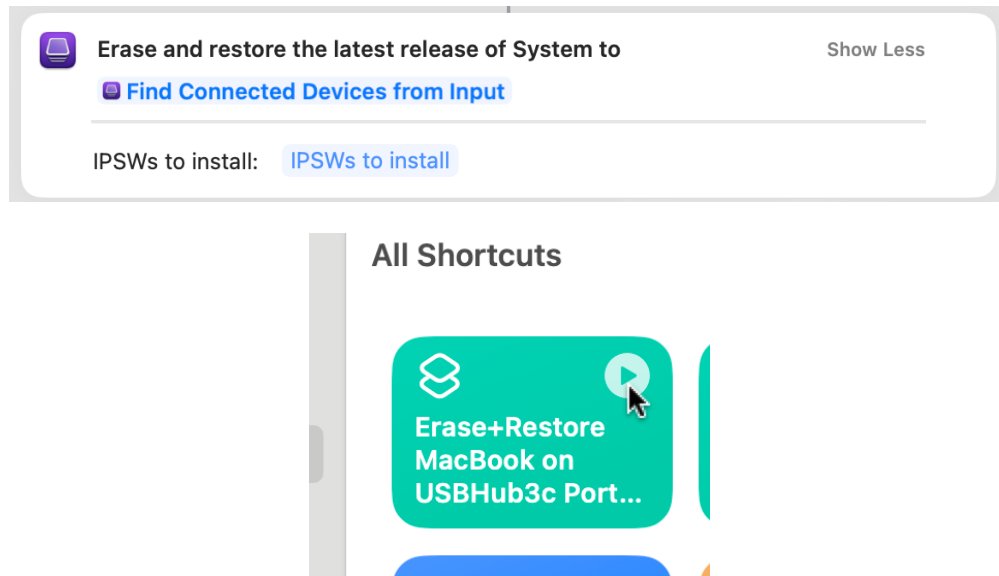 Erase and restore the latest release of System to
Show Less
Find Connected Devices from Input
IPSWs to install: IPSWs to install
All Shortcuts
Erase+Restore
MacBook on
USBHub3c Port...